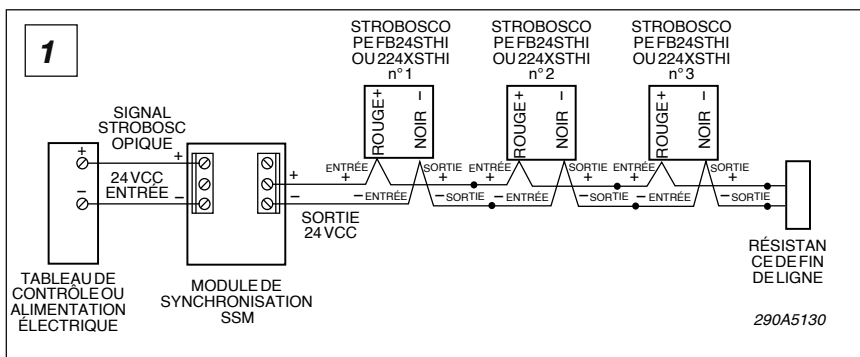 1
STROBOSCO
PE FB24STHI
OU 224XSTHI
n° 1
STROBOSCO
PE FB24STHI
OU 224XSTHI
n° 2
STROBOSCO
PE FB24STHI
OU 224XSTHI
n° 3
ROUGE +
NOIR –
ROUGE +
NOIR –
ROUGE +
NOIR –
SIGNAL
STROBOSC
OPIQUE
+
+
24 VCC
ENTRÉE
–
–
+
–
SORTIE
24 VCC
ENTRÉE
+
SORTIE
+
ENTRÉE
+
SORTIE
+
ENTRÉE
+
SORTIE
+
– ENTRÉE
– SORTIE
– ENTRÉE
– SORTIE
– ENTRÉE
– SORTIE
TABLEAU DE
CONTRÔLE OU
ALIMENTATION
ÉLECTRIQUE
MODULE DE
SYNCHRONISATION
SSM
RÉSISTAN
CE DE FIN
DE LIGNE
290A5130